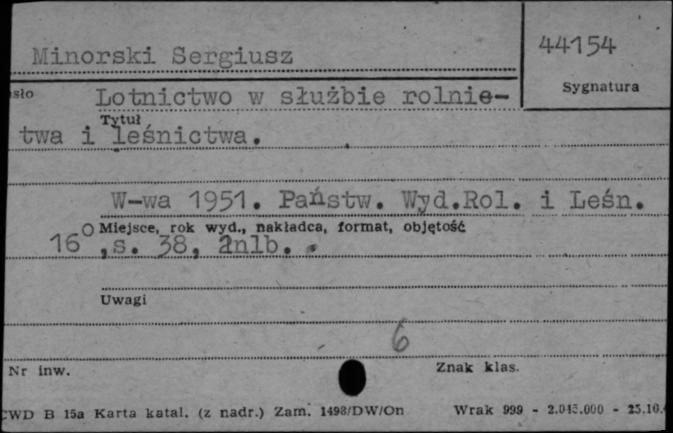 Minorski Sergiusz
44154
Sygnatura
sło
Lotnictwo w służbie rolnie-
Tytuł
twa i leśnictwa.
W-wa 1951. Państw. Wyd.Rol. i Leśn.
Miejsce, rok wyd., nakładca, format, objętość
16° ,s. 38, 2nlb.
Uwagi
6
Nr inw.
Znak klas.
CWD B 15a Karta katal. (z nadr.) Zam. 1498/DW/On
Wrak 999 - 2.045.000 - 25.10.